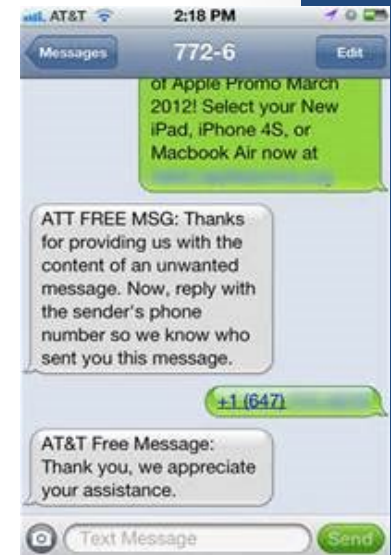 AT&T 2:18 PM
Messages 772-6 Edit
of Apple Promo March
2012! Select your New
iPad, iPhone 4S, or
Macbook Air now at
ATT FREE MSG: Thanks
for providing us with the
content of an unwanted
message. Now, reply with
the sender's phone
number so we know who
sent you this message.
+1 (647)
AT&T Free Message:
Thank you, we appreciate
your assistance.
Text Message Send